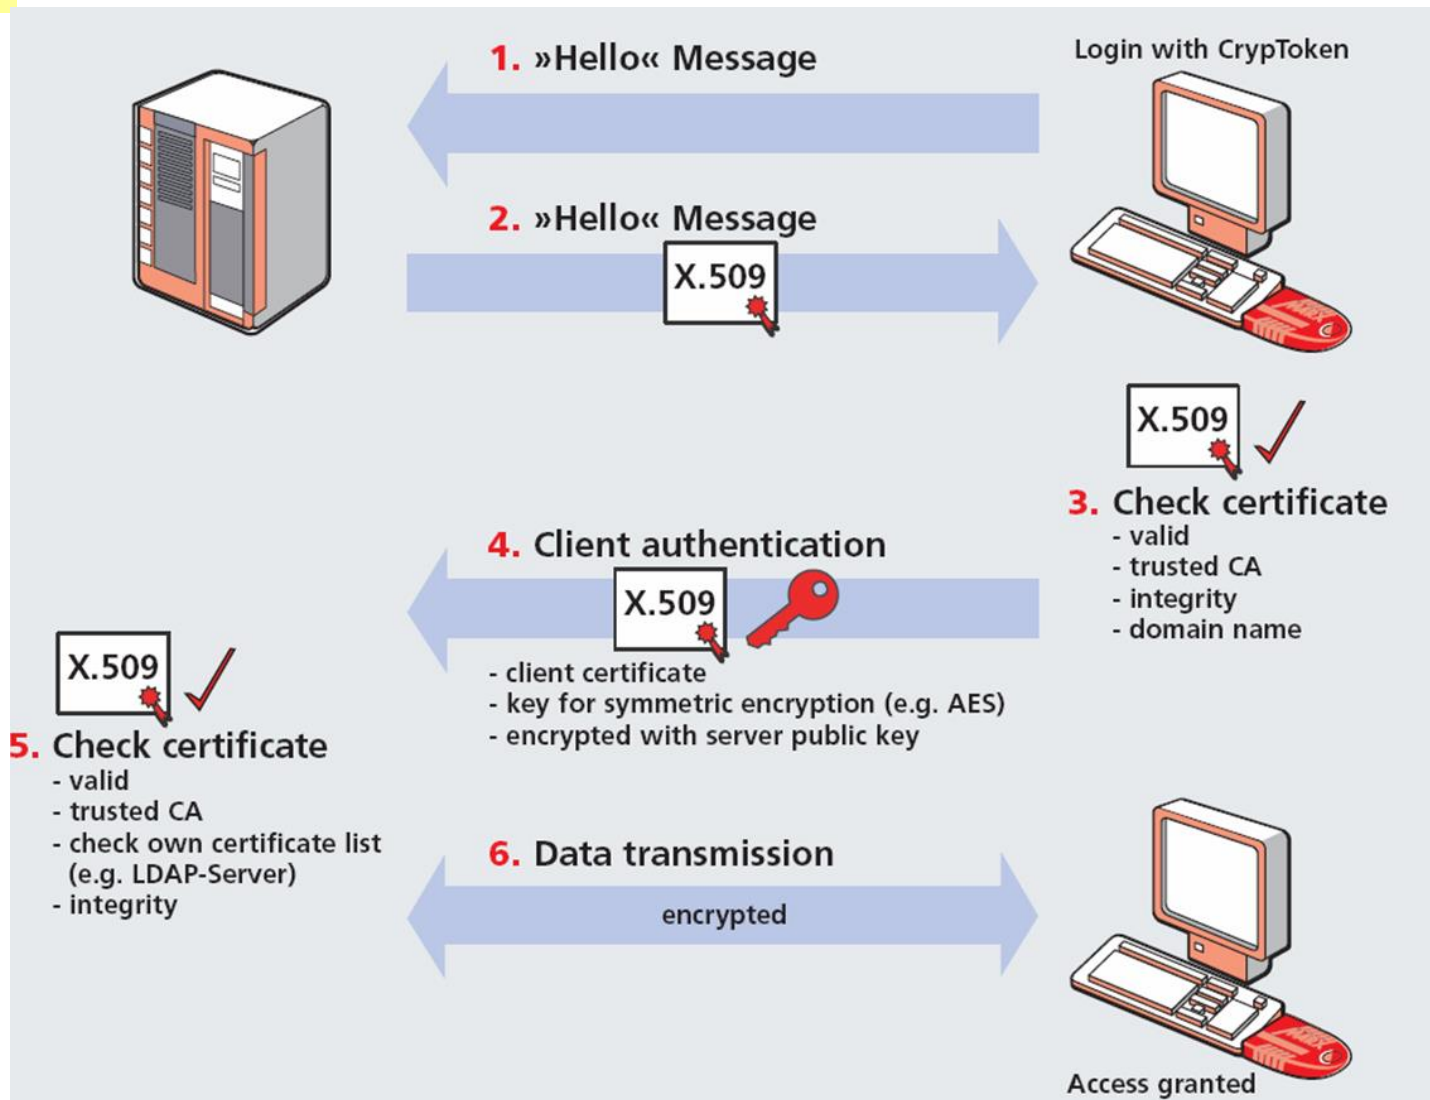 1. »Hello« Message
Login with CrypToken
2. »Hello« Message
X.509
X.509
3. Check certificate
- valid
- trusted CA
- integrity
- domain name
4. Client authentication
X.509
- client certificate
- key for symmetric encryption (e.g. AES)
- encrypted with server public key
X.509
5. Check certificate
- valid
- trusted CA
- check own certificate list
(e.g. LDAP-Server)
- integrity
6. Data transmission
encrypted
Access granted